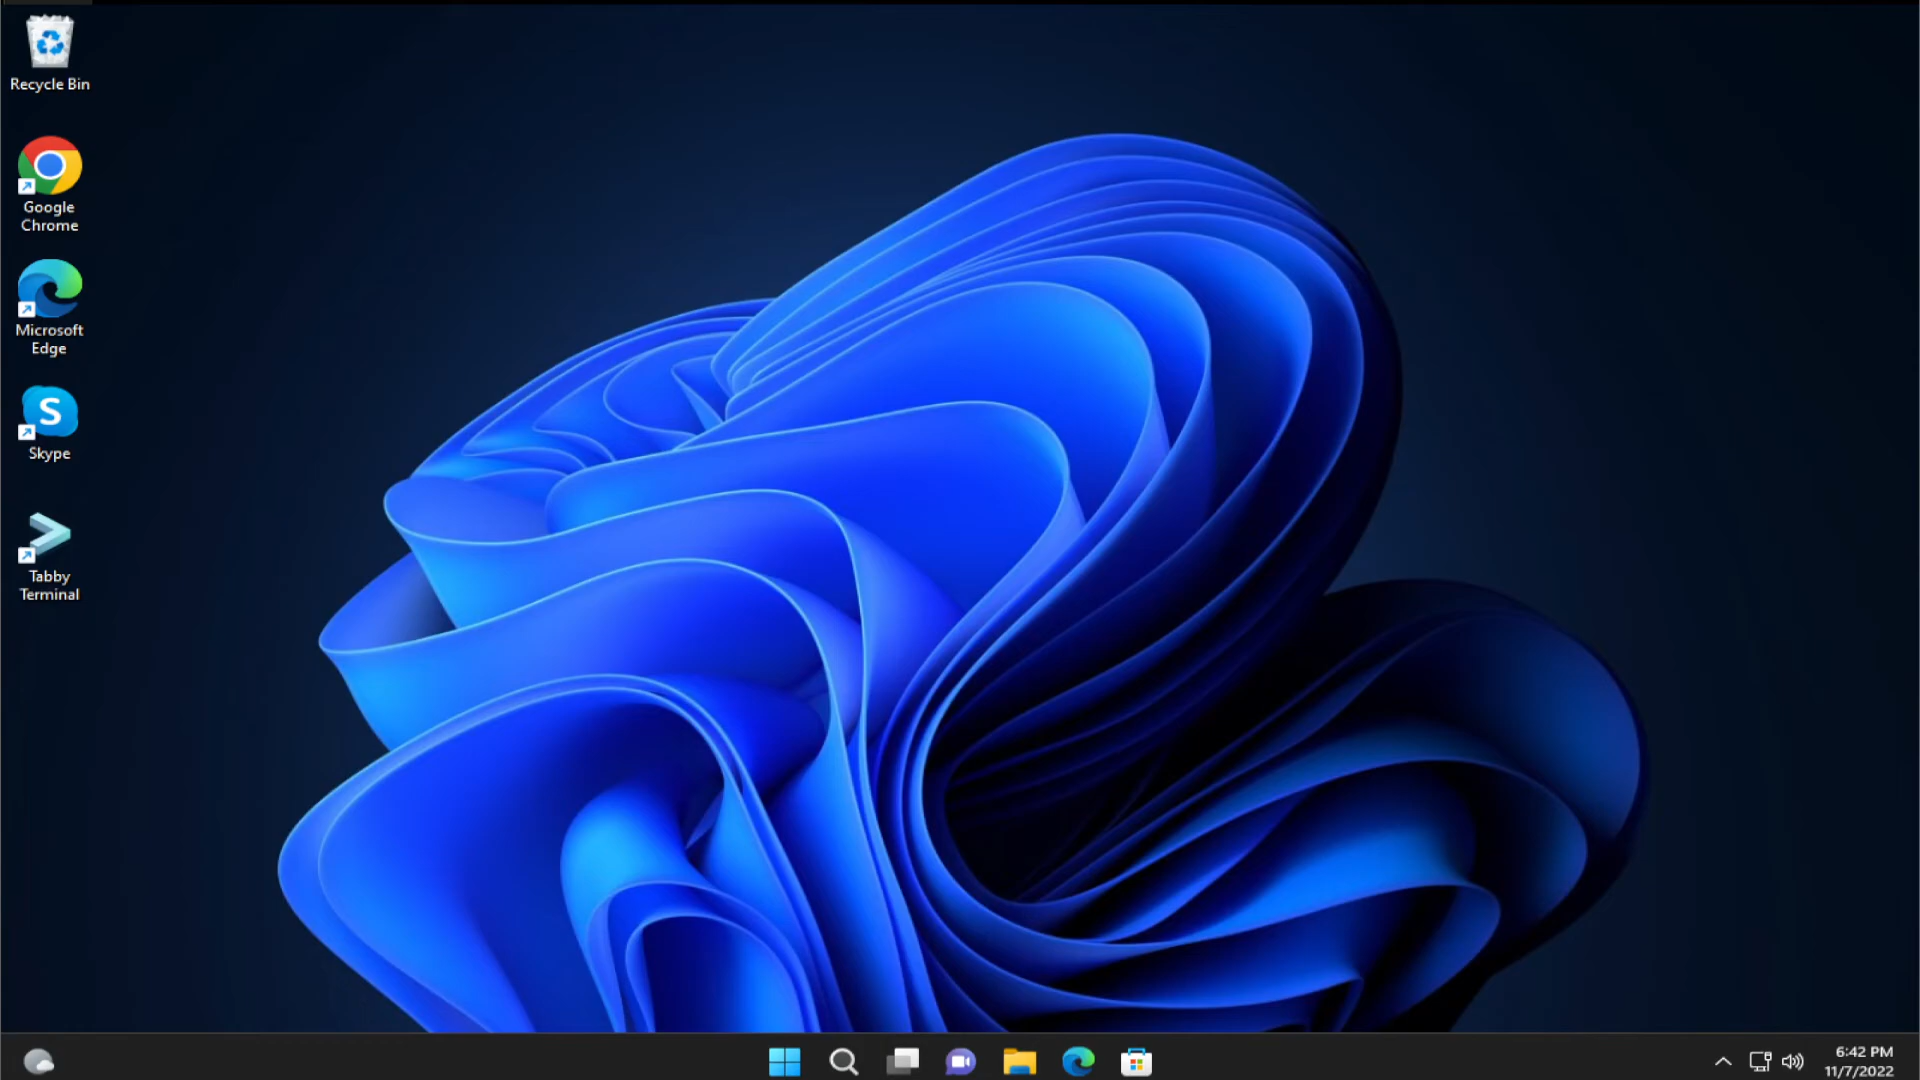 Recycle Bin
Google
Chrome
Microsoft
Edge
S
Skype
Tabby
Terminal
6:42 PM
11/7/2022